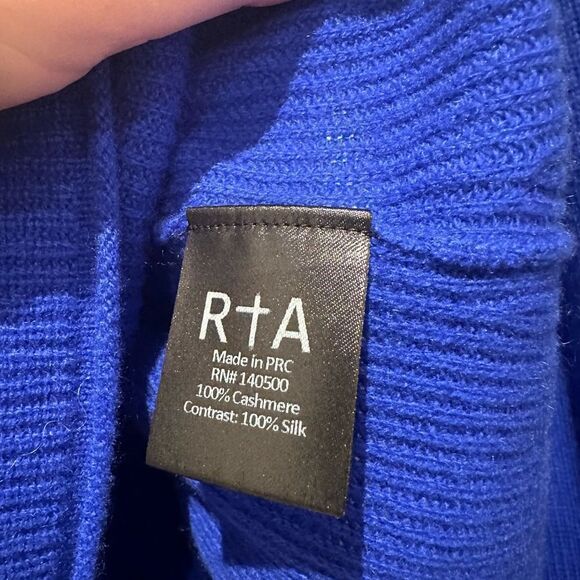 R†A
Made in PRC
RN# 140500
100% Cashmere
Contrast: 100% Silk